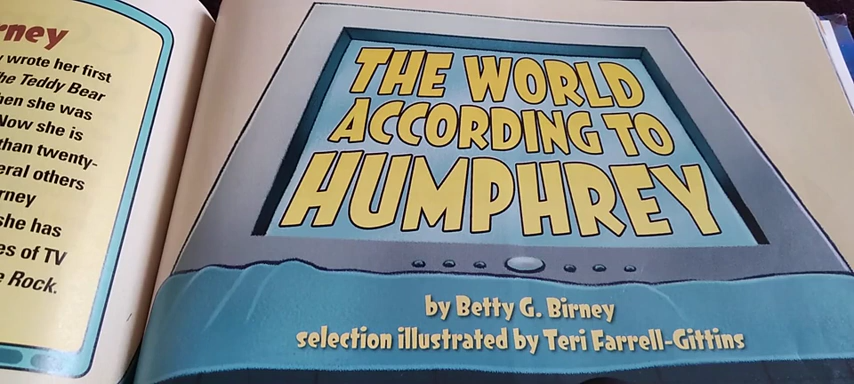 rney
wrote her first
he Teddy Bear
hen she was
Now she is
than twenty-
eral others
rney
she has
es of TV
e Rock.
THE WORLD
ACCORDING TO
HUMPHREY
by Betty G. Birney
selection illustrated by Teri Farrell-Gittins